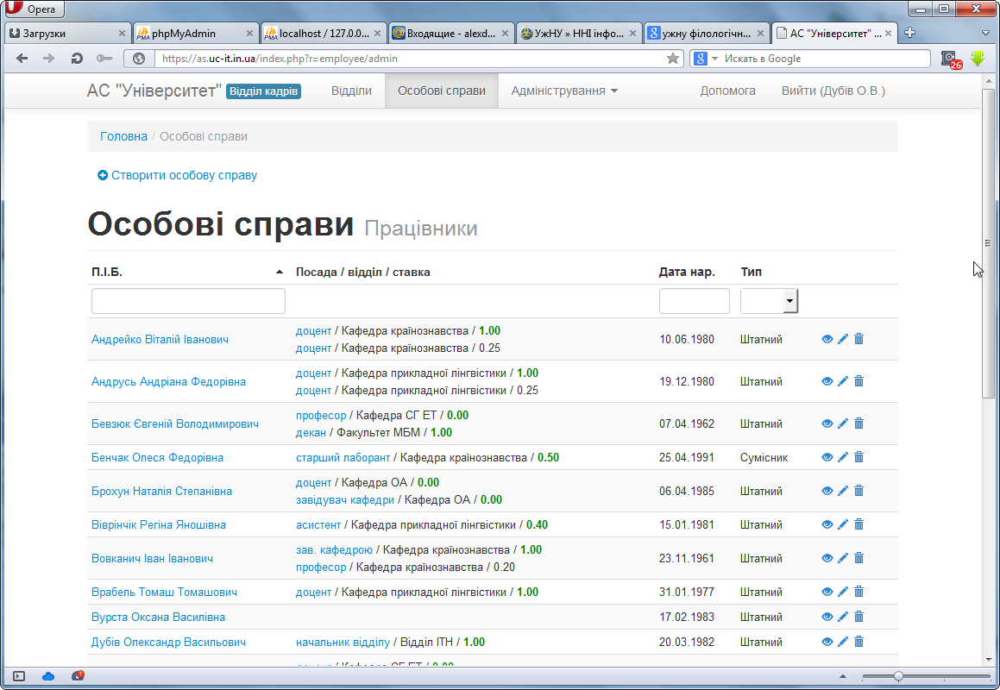 Opera
Загрузки
phpMyAdmin
localhost / 127.0.0...
Входящие - alexd...
УжНУ » ННІ інфо...
ужну філологічн...
АС "Університет" ...
https://as.uc-it.in.ua/index.php?r=employee/admin
Искать в Google
26
АС "Університет" Відділ кадрів Відділи Особові справи Адміністрування Допомога Вийти (Дубів О.В.)
Головна / Особові справи
Створити особову справу
Особові справи Працівники
П.І.Б. Посада / відділ / ставка Дата нар. Тип
Андрейко Віталій Іванович
доцент / Кафедра країнознавства / 1.00
доцент / Кафедра країнознавства / 0.25
10.06.1980 Штатний
Андрусь Андріана Федорівна
доцент / Кафедра прикладної лінгвістики / 1.00
доцент / Кафедра прикладної лінгвістики / 0.25
19.12.1980 Штатний
Бевзюк Євгеній Володимирович
професор / Кафедра СГ ЕТ / 0.00
декан / Факультет МБМ / 1.00
07.04.1962 Штатний
Бенчак Олеся Федорівна старший лаборант / Кафедра країнознавства / 0.50 25.04.1991 Сумісник
Брохун Наталія Степанівна
доцент / Кафедра ОА / 0.00
завідувач кафедри / Кафедра ОА / 0.00
06.04.1985 Штатний
Віврінчік Регіна Яношівна асистент / Кафедра прикладної лінгвістики / 0.40 15.01.1981 Штатний
Вовканич Іван Іванович
зав. кафедрою / Кафедра країнознавства / 1.00
професор / Кафедра країнознавства / 0.20
23.11.1961 Штатний
Врабель Томаш Томашович доцент / Кафедра прикладної лінгвістики / 1.00 31.01.1977 Штатний
Вурста Оксана Василівна 17.02.1983 Штатний
Дубів Олександр Васильович начальник відділу / Відділ ІТН / 1.00 20.03.1982 Штатний
доцент / Кафедра СГ ЕТ / 0.00